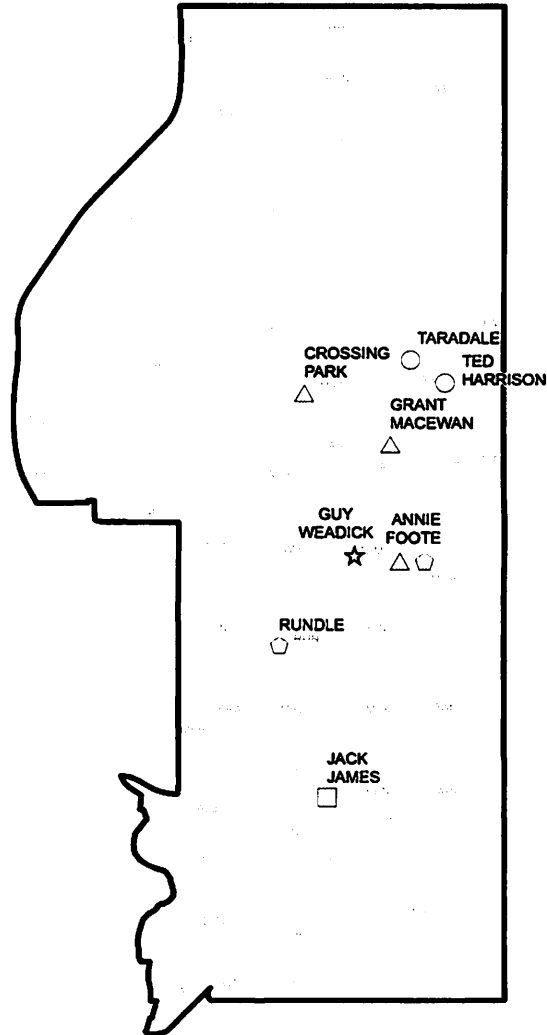 TARADALE
CROSSING
PARK
TED
HARRISON
GRANT
MACEWAN
GUY
WEADICK
ANNIE
FOOTE
RUNDLE
JACK
JAMES